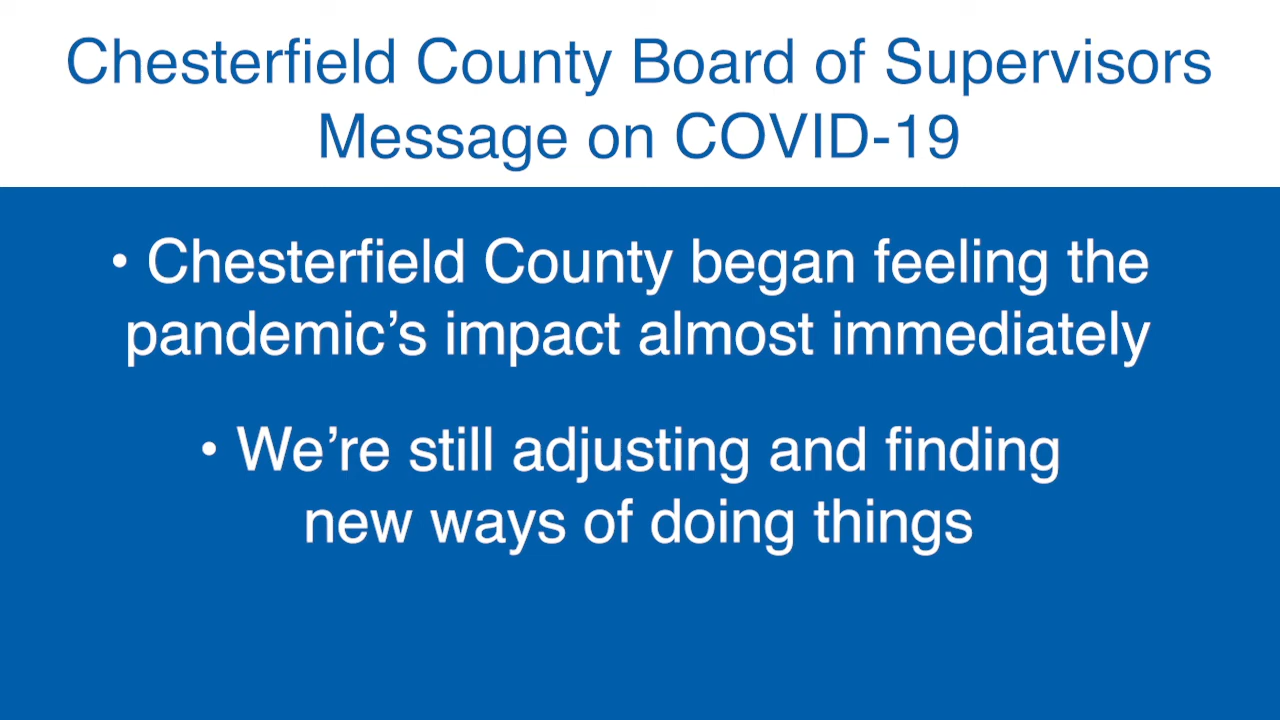 Chesterfield County Board of Supervisors
Message on COVID-19
• Chesterfield County began feeling the
pandemic’s impact almost immediately
• We’re still adjusting and finding
new ways of doing things